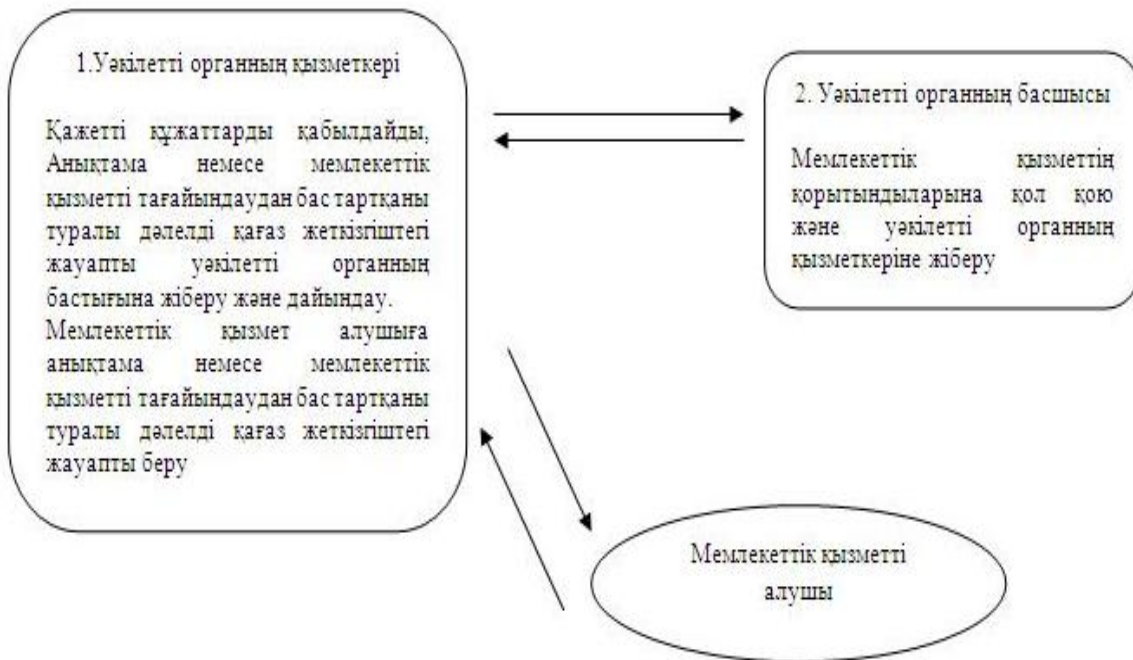 1.Уәкілетті органның қызметкері
Қажетті құжаттарды қабылдайды,
Анықтама немесе мемлекеттік
қызметті тағайындаудан бас тартқаны
туралы дәлелді қағаз жеткізгіштегі
жауапты уәкілетті органның
бастығына жіберу және дайындау.
Мемлекеттік қызмет алушыға
анықтама немесе мемлекеттік
қызметті тағайындаудан бас тартқаны
туралы дәлелді қағаз жеткізгіштегі
жауапты беру
2. Уәкілетті органның басшысы
Мемлекеттік қызметтің
қорытындыларына қол қою
және уәкілетті органның
қызметкеріне жіберу
Мемлекеттік қызметті
алушы